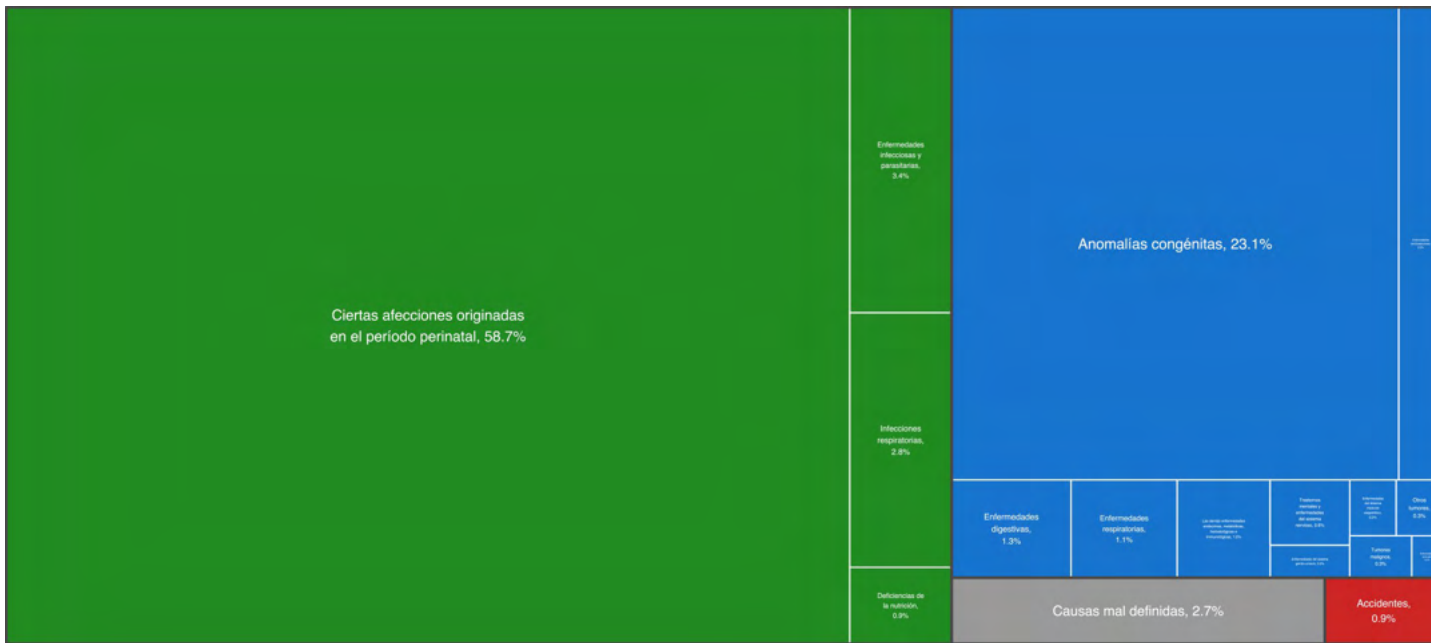 Ciertas afecciones originadas
en el período perinatal, 58.7%
Enfermedades
infecciosas y
parasitarias,
3.4%
Infecciones
respiratorias,
2.8%
Deficiencias de
la nutrición,
0.9%
Anomalías congénitas, 23.1%
Enfermedades
digestivas,
1.3%
Enfermedades
respiratorias,
1.1%
Trastornos
mentales y
enfermedades
del sistema
Otros
tumores,
0.3%
Tumores
malignos,
Causas mal definidas, 2.7%
Accidentes,
0.9%